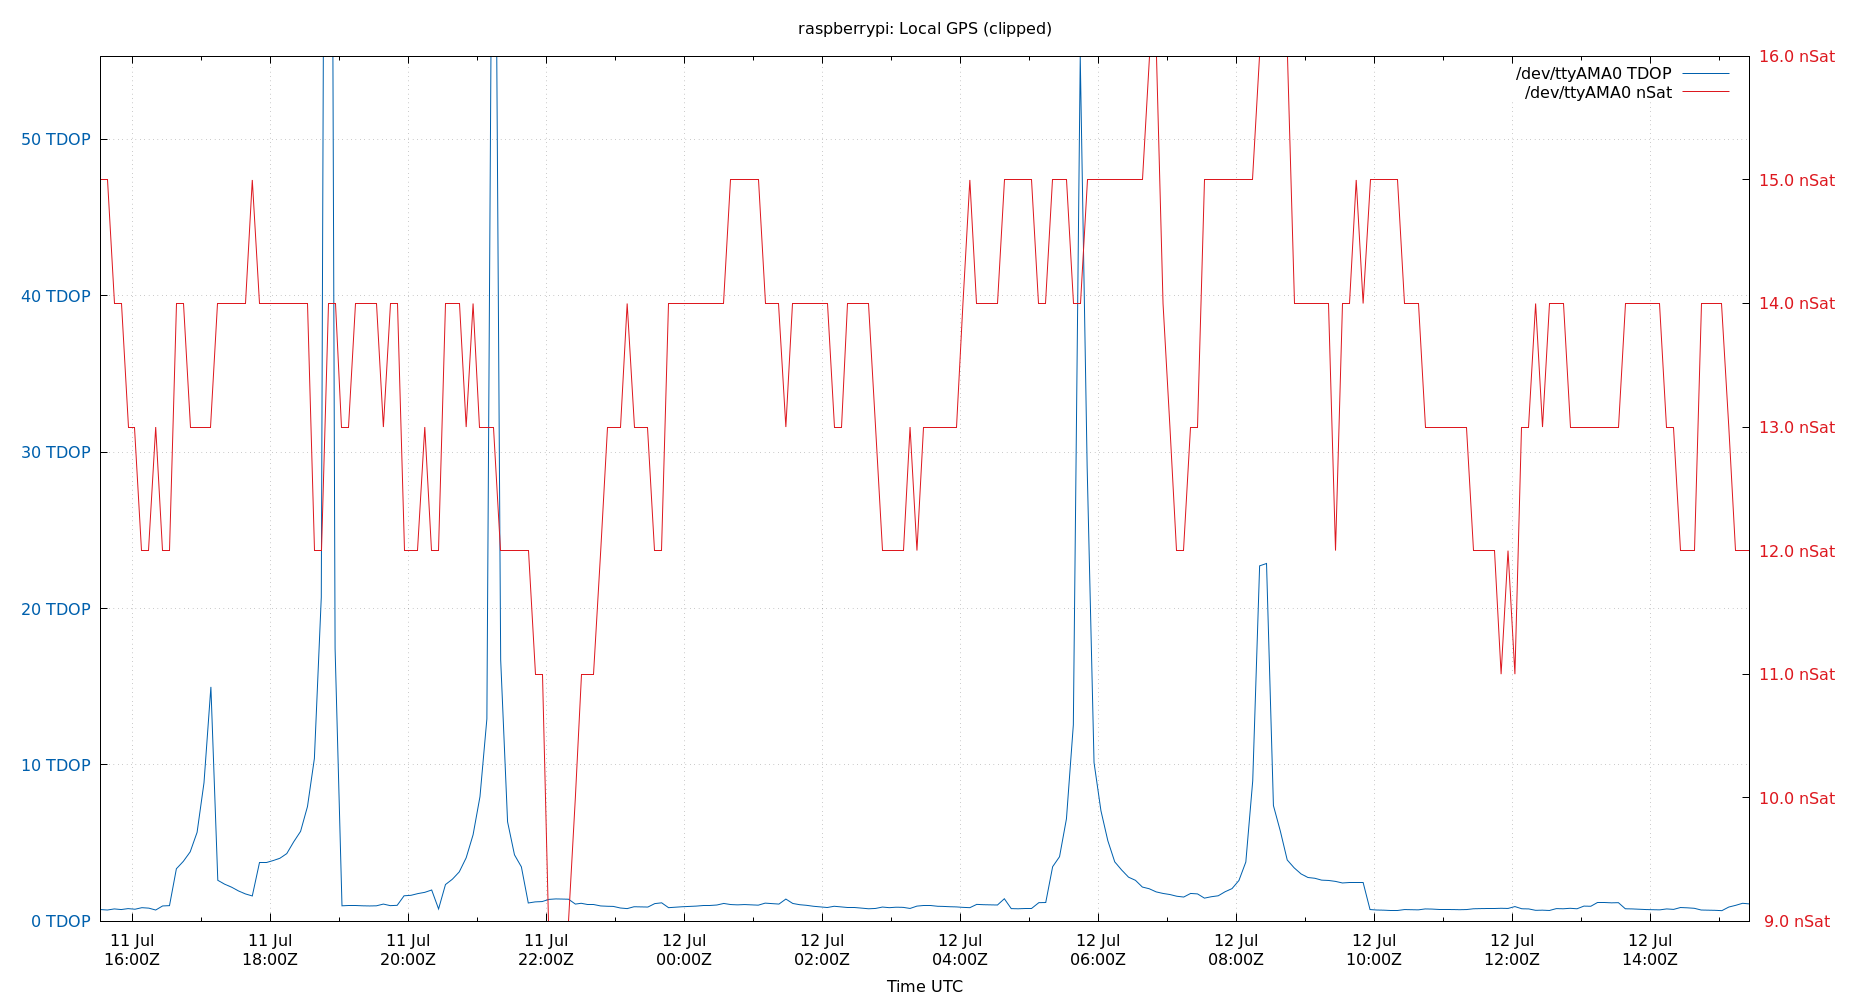 raspberrypi: Local GPS (clipped)
16.0 nSat
/dev/ttyAMA0 TDOP
/dev/ttyAMA0 nSat
50 TDOP
15.0 nSat
40 TDOP
14.0 nSat
30 TDOP
13.0 nSat
12.0 nSat
20 TDOP
11.0 nSat
10 TDOP
10.0 nSat
0 TDOP
9.0 nSat
11 Jul 11 Jul 11 Jul 11 Jul 12 Jul 12 Jul 12 Jul 12 Jul 12 Jul 12 Jul 12 Jul 12 Jul
16:00Z 18:00Z 20:00Z 22:00Z 00:00Z 02:00Z 04:00Z 06:00Z 08:00Z 10:00Z 12:00Z 14:00Z
Time UTC